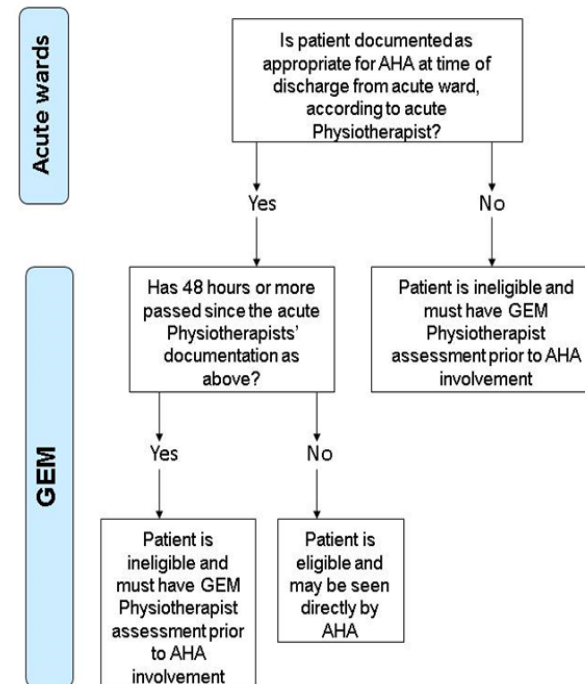 Acute wards
Is patient documented as
appropriate for AHA at time of
discharge from acute ward,
according to acute
Physiotherapist?
Yes
No
GEM
Has 48 hours or more
passed since the acute
Physiotherapists'
documentation as
above?
Patient is ineligible and
must have GEM
Physiotherapist
assessment prior to AHA
involvement
Yes
No
Patient is
ineligible and
must have GEM
Physiotherapist
assessment prior
to AHA
involvement
Patient is
eligible and
may be seen
directly by
AHA